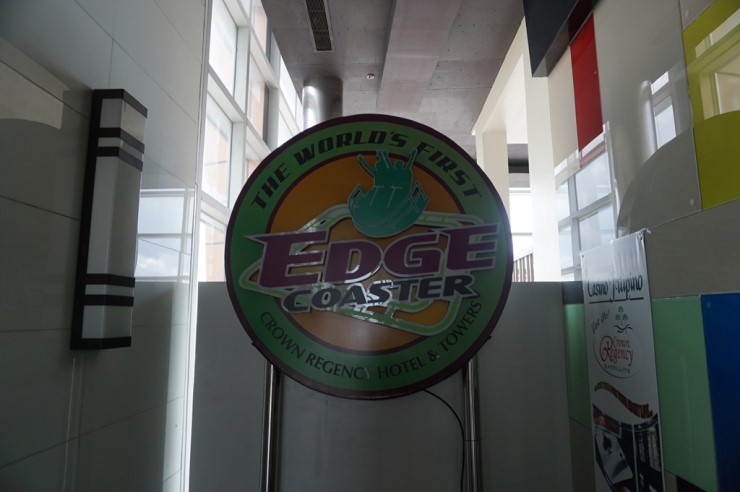 THE WORLD'S FIRST
EDGE
COASTER
CROWN REGENCY HOTEL & TOWERS
Casino Filipino
Crown
Regency